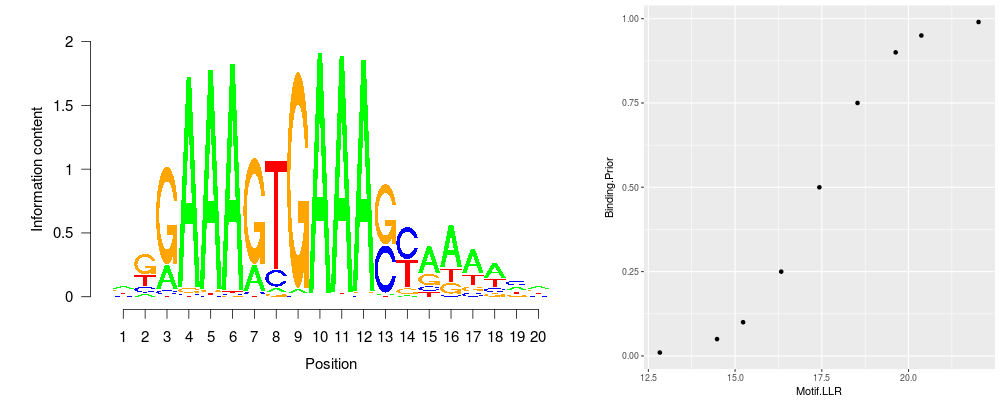 2
1.5
1
0.5
0
Information content
1 2 3 4 5 6 7 8 9 10 11 12 13 14 15 16 17 18 19 20
Position
G A A A G T G A A A G
G T A A C C C T A G A T A T A T
1.00
0.75
0.50
0.25
0.00
Binding.Prior
12.5 15.0 17.5 20.0
Motif.LLR